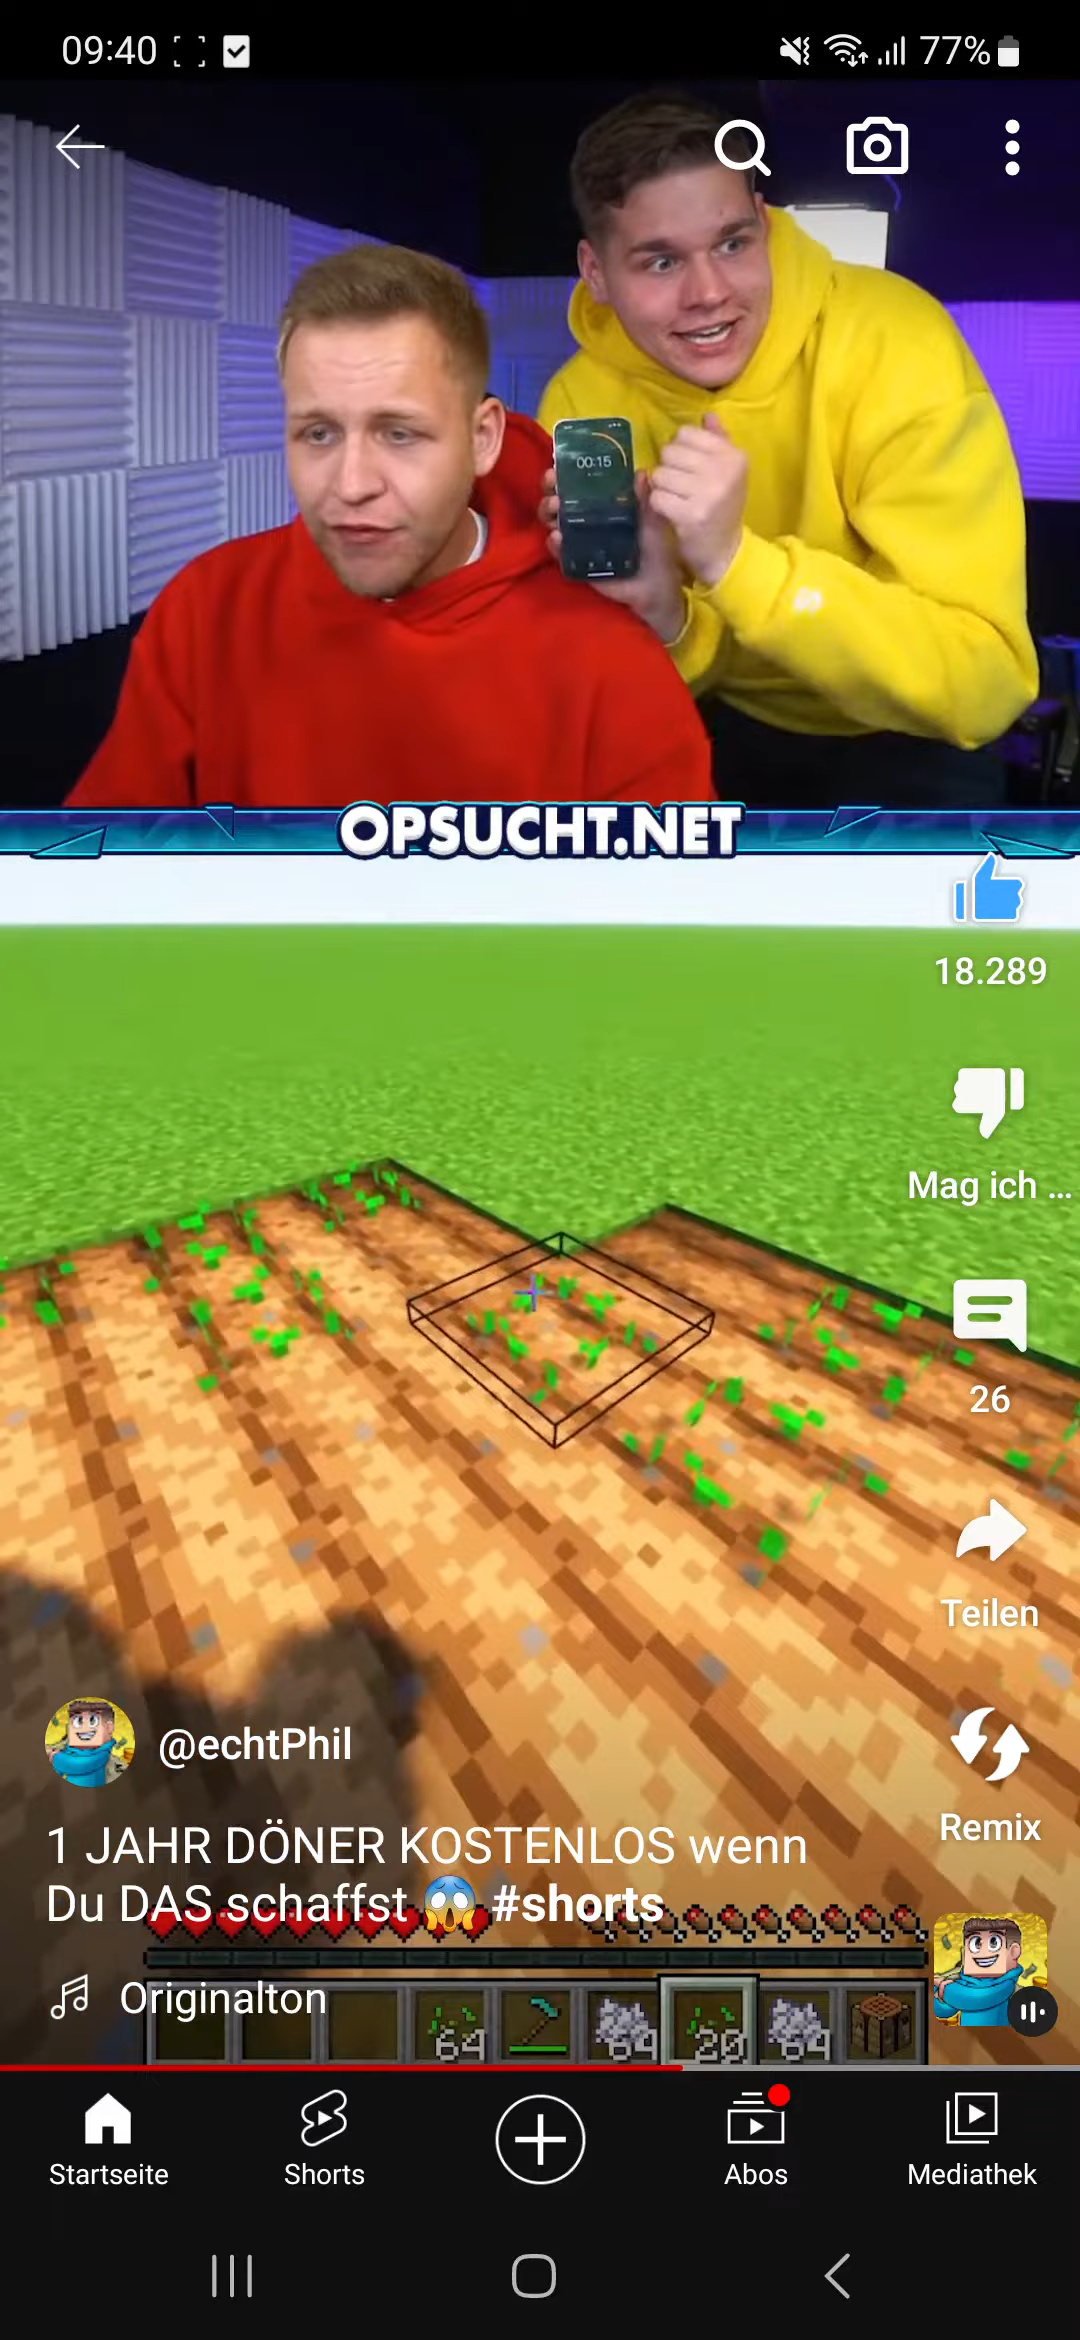 09:40
77%
00:15
OPSUCHT.NET
18.289
Mag ich ...
26
Teilen
@echtPhil
Remix
1 JAHR DÖNER KOSTENLOS wenn
Du DAS schaffst 😱 #shorts
Originalton
64
64
20
64
Startseite
Shorts
Abos
Mediathek